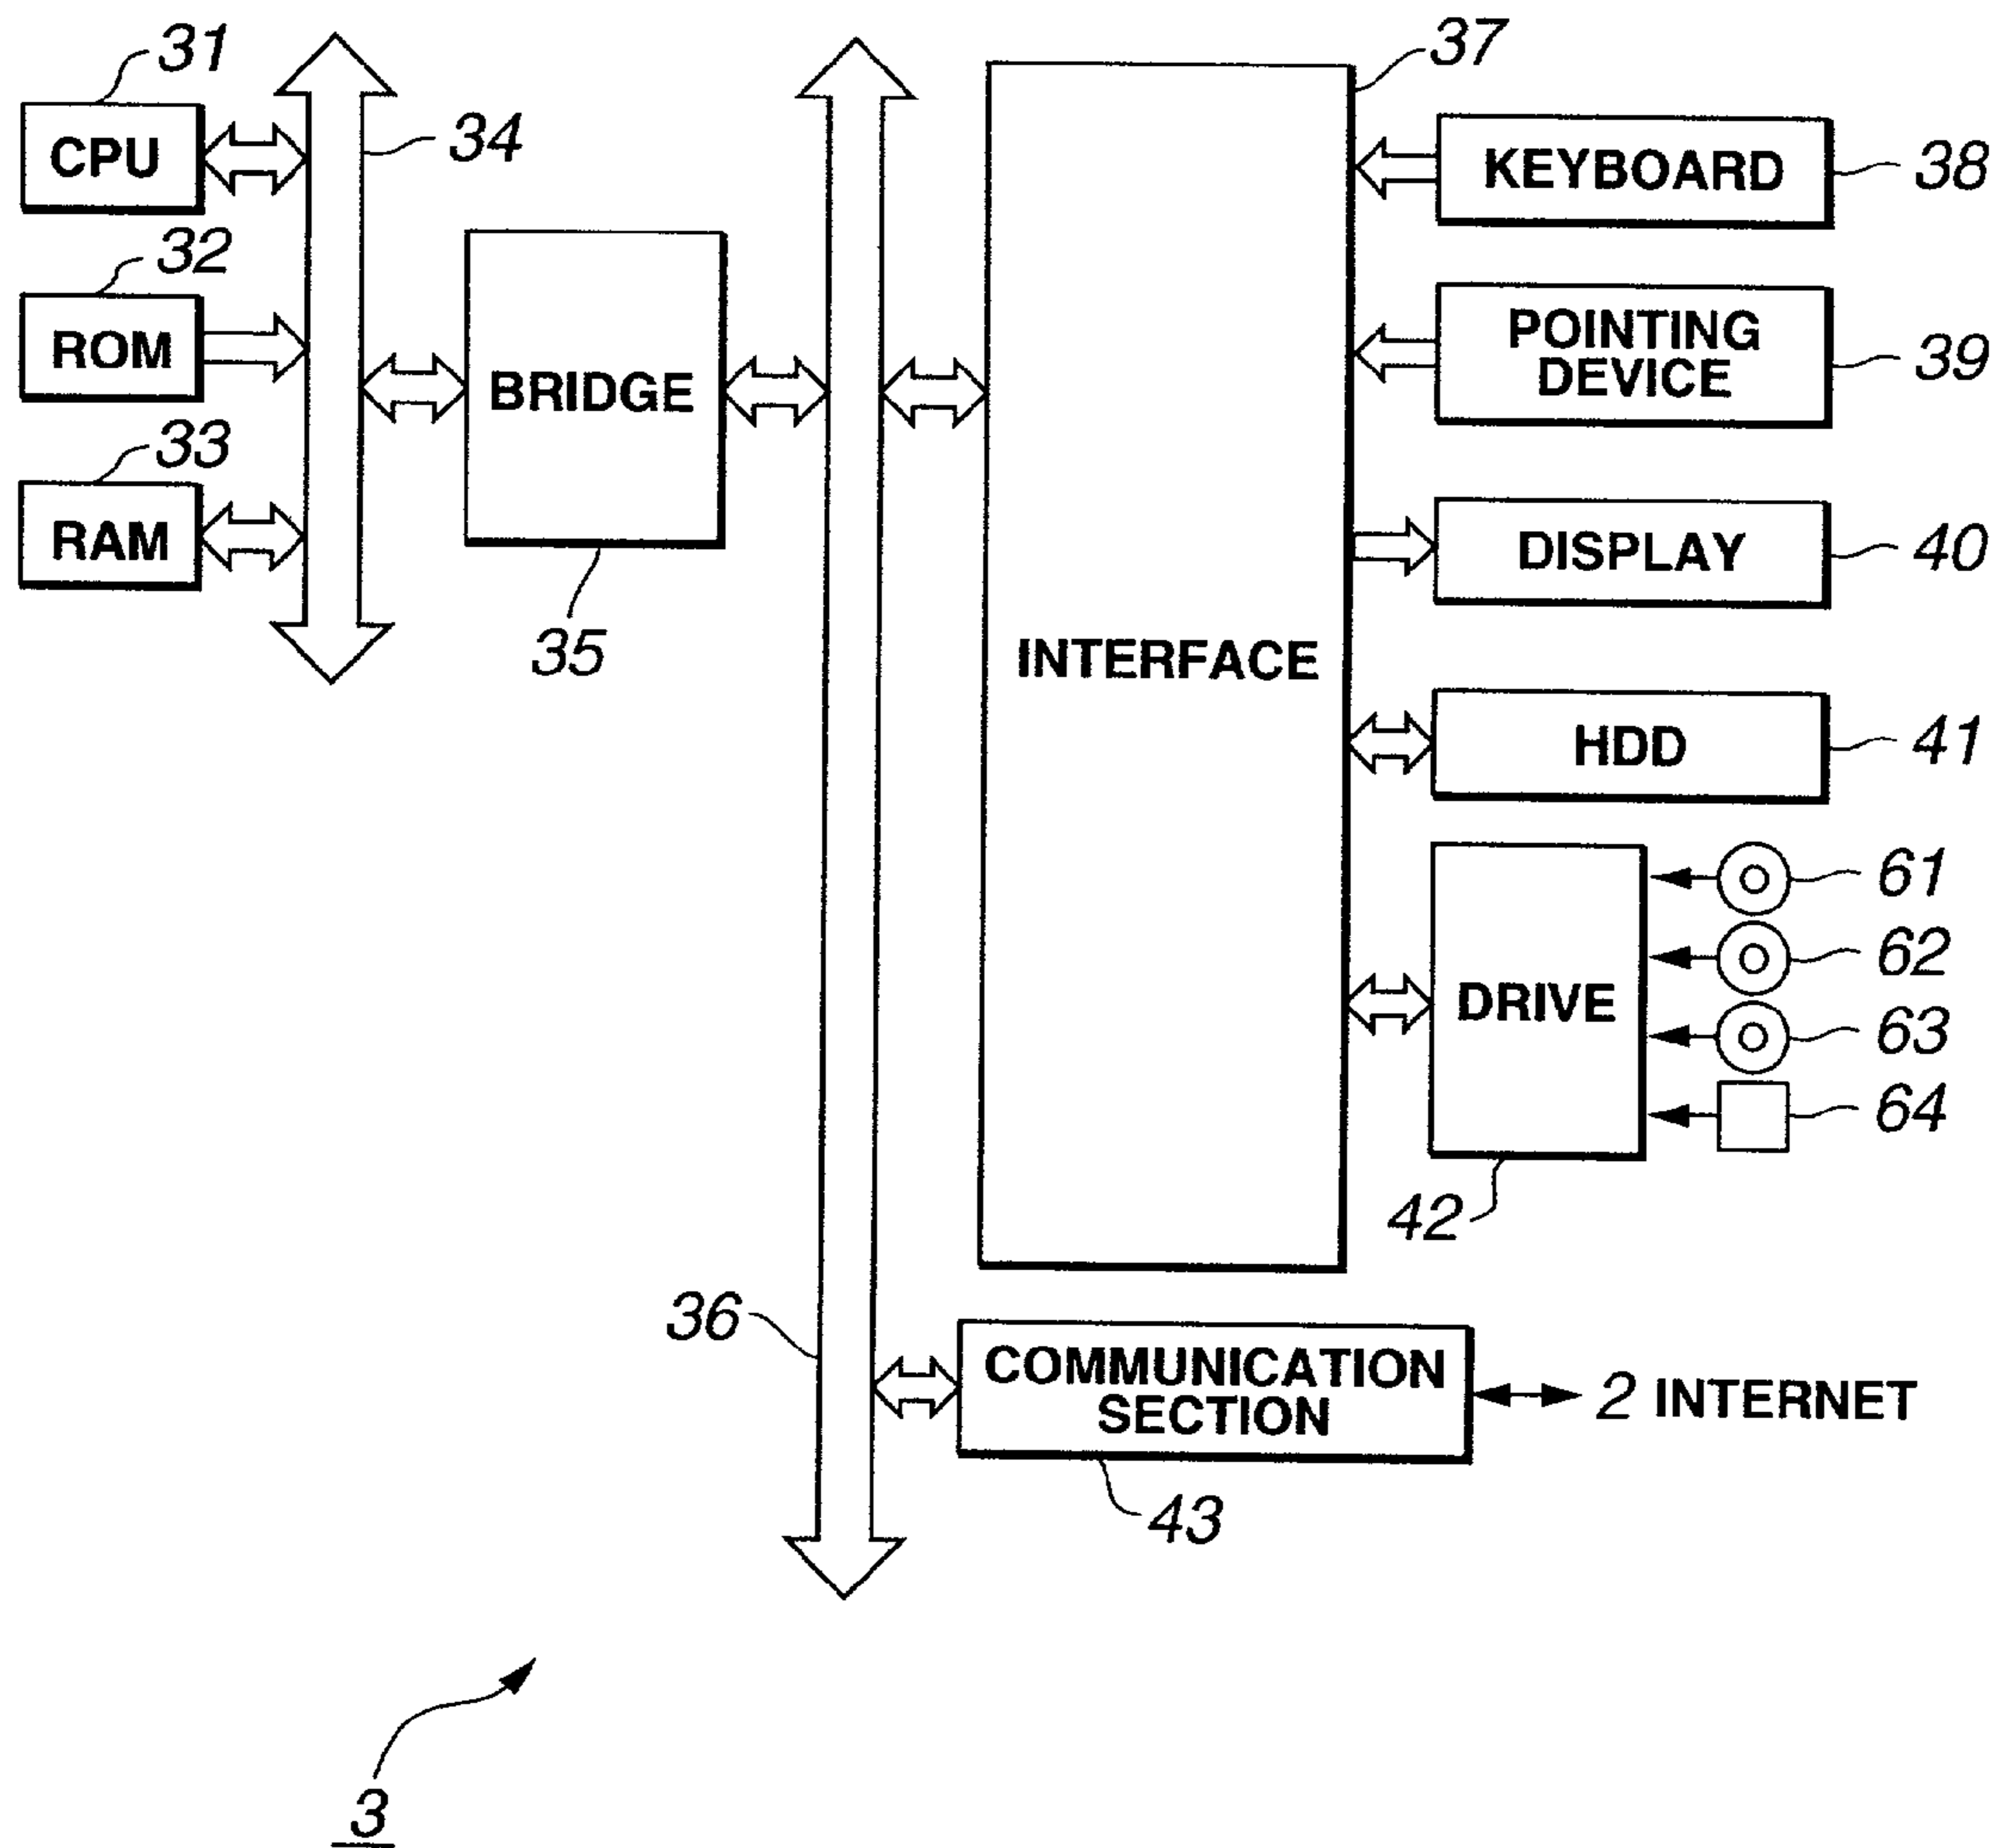 31
CPU
32
ROM
33
RAM
34
BRIDGE
35
36
37
INTERFACE
KEYBOARD 38
POINTING
DEVICE 39
DISPLAY 40
HDD 41
DRIVE
61
62
63
64
42
COMMUNICATION
SECTION
43
2 INTERNET
3